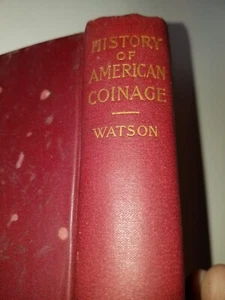 HISTORY
OF
AMERICAN
COINAGE
WATSON